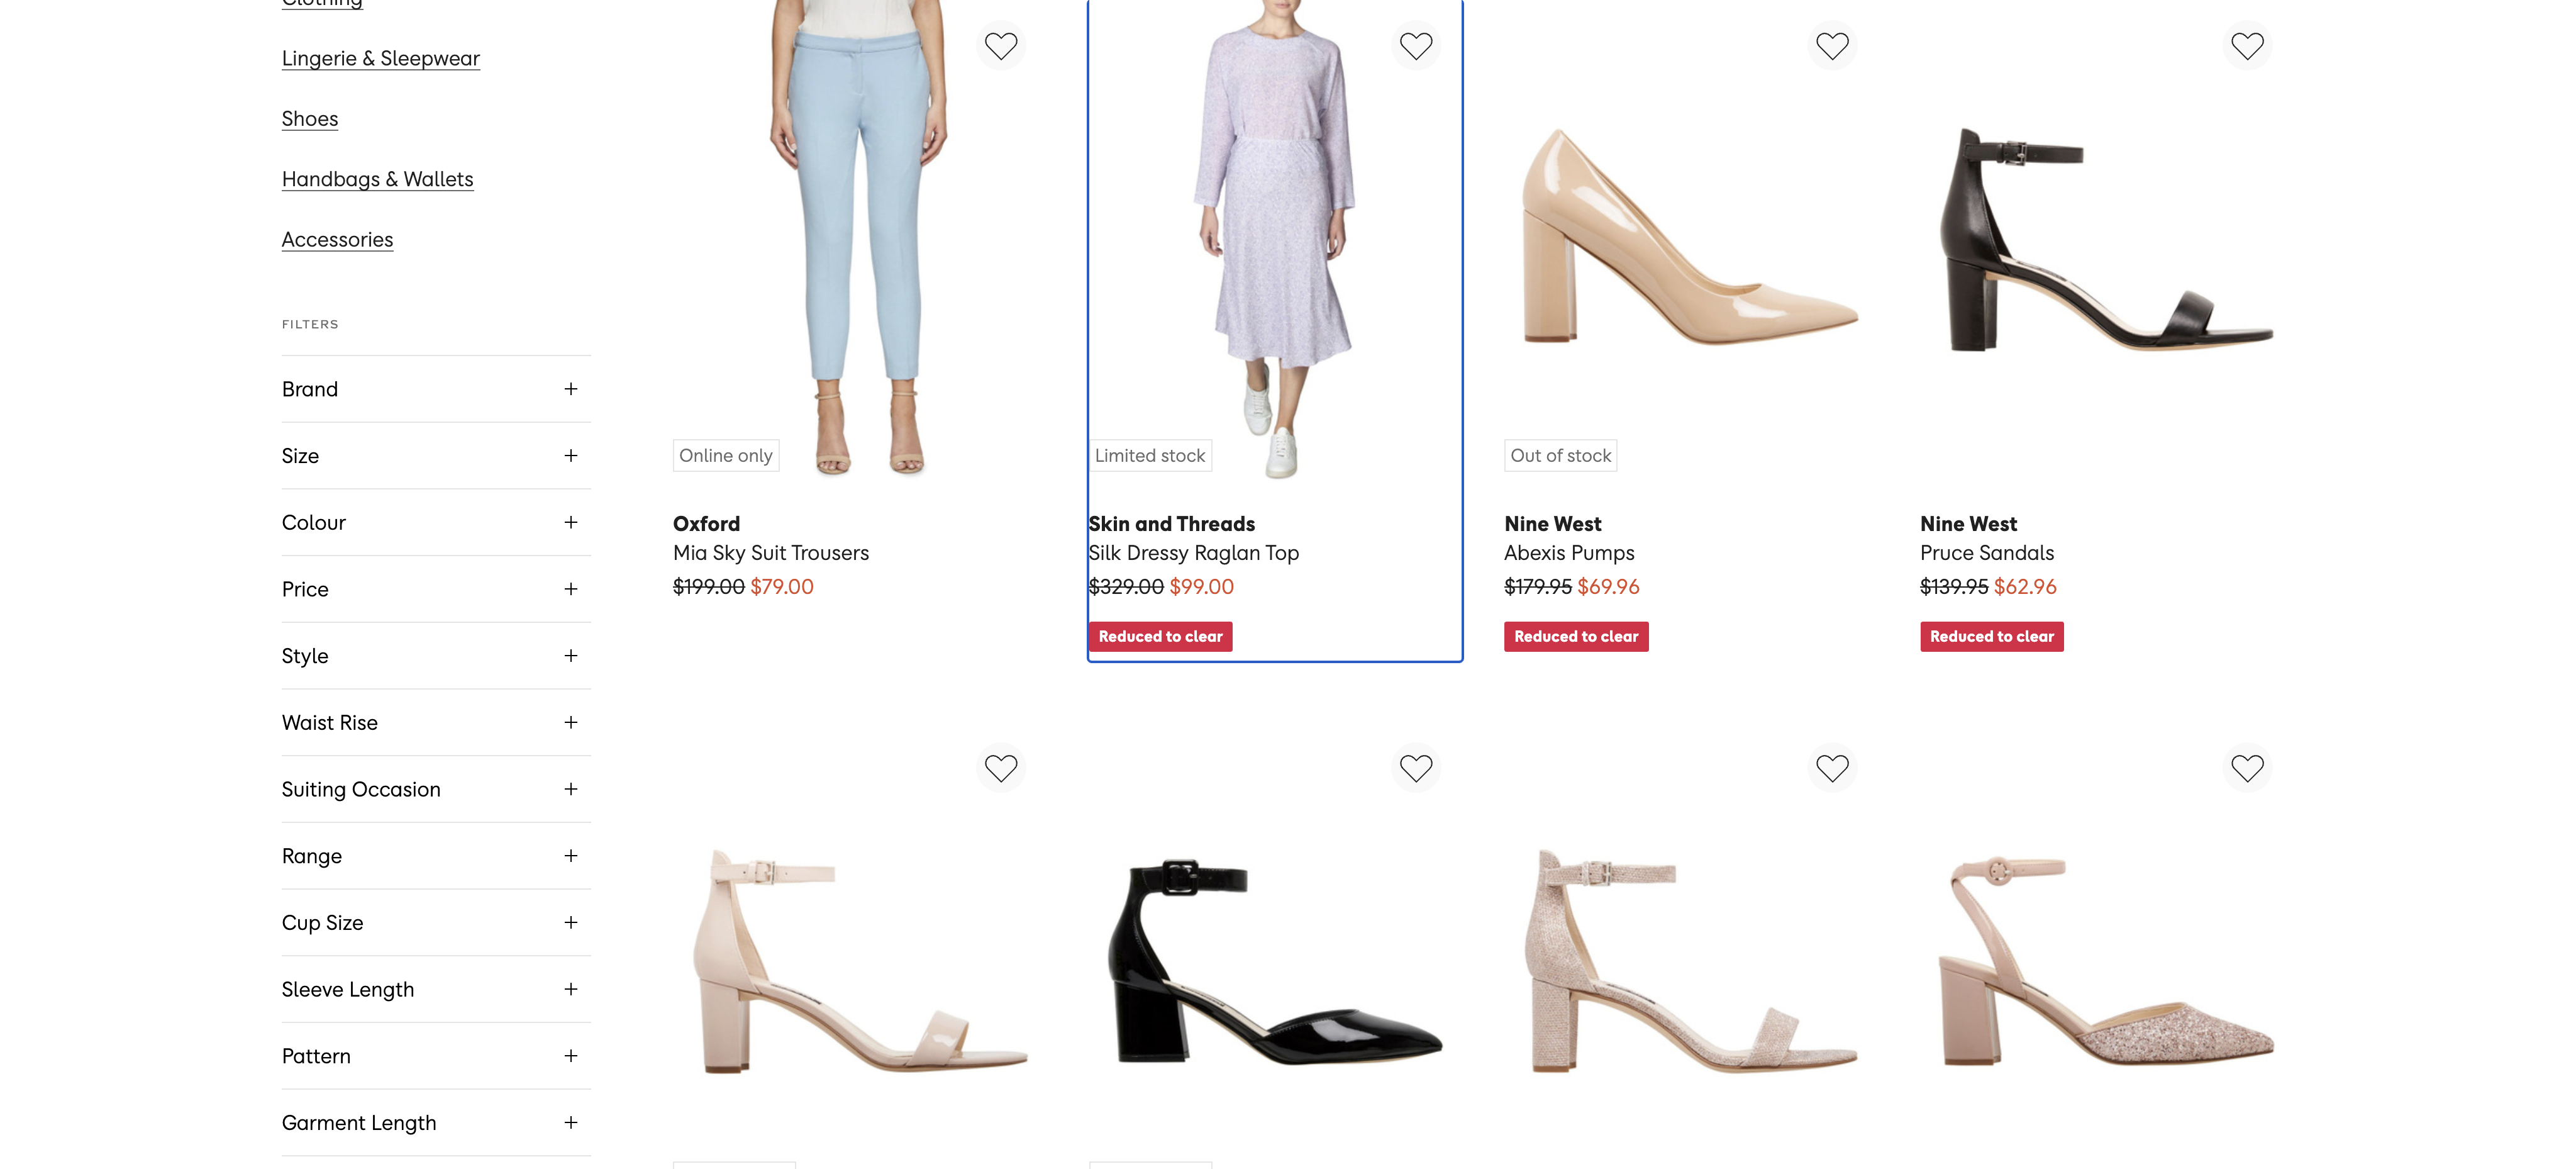 Clothing
Lingerie & Sleepwear
Shoes
Handbags & Wallets
Accessories
FILTERS
Brand
Size
Colour
Price
Style
Waist Rise
Suiting Occasion
Range
Cup Size
Sleeve Length
Pattern
Garment Length
Online only
Oxford
Mia Sky Suit Trousers
$199.00 $79.00
Limited stock
Skin and Threads
Silk Dressy Raglan Top
$329.00 $99.00
Reduced to clear
Out of stock
Nine West
Abexis Pumps
$179.95 $69.96
Reduced to clear
Nine West
Pruce Sandals
$139.95 $62.96
Reduced to clear